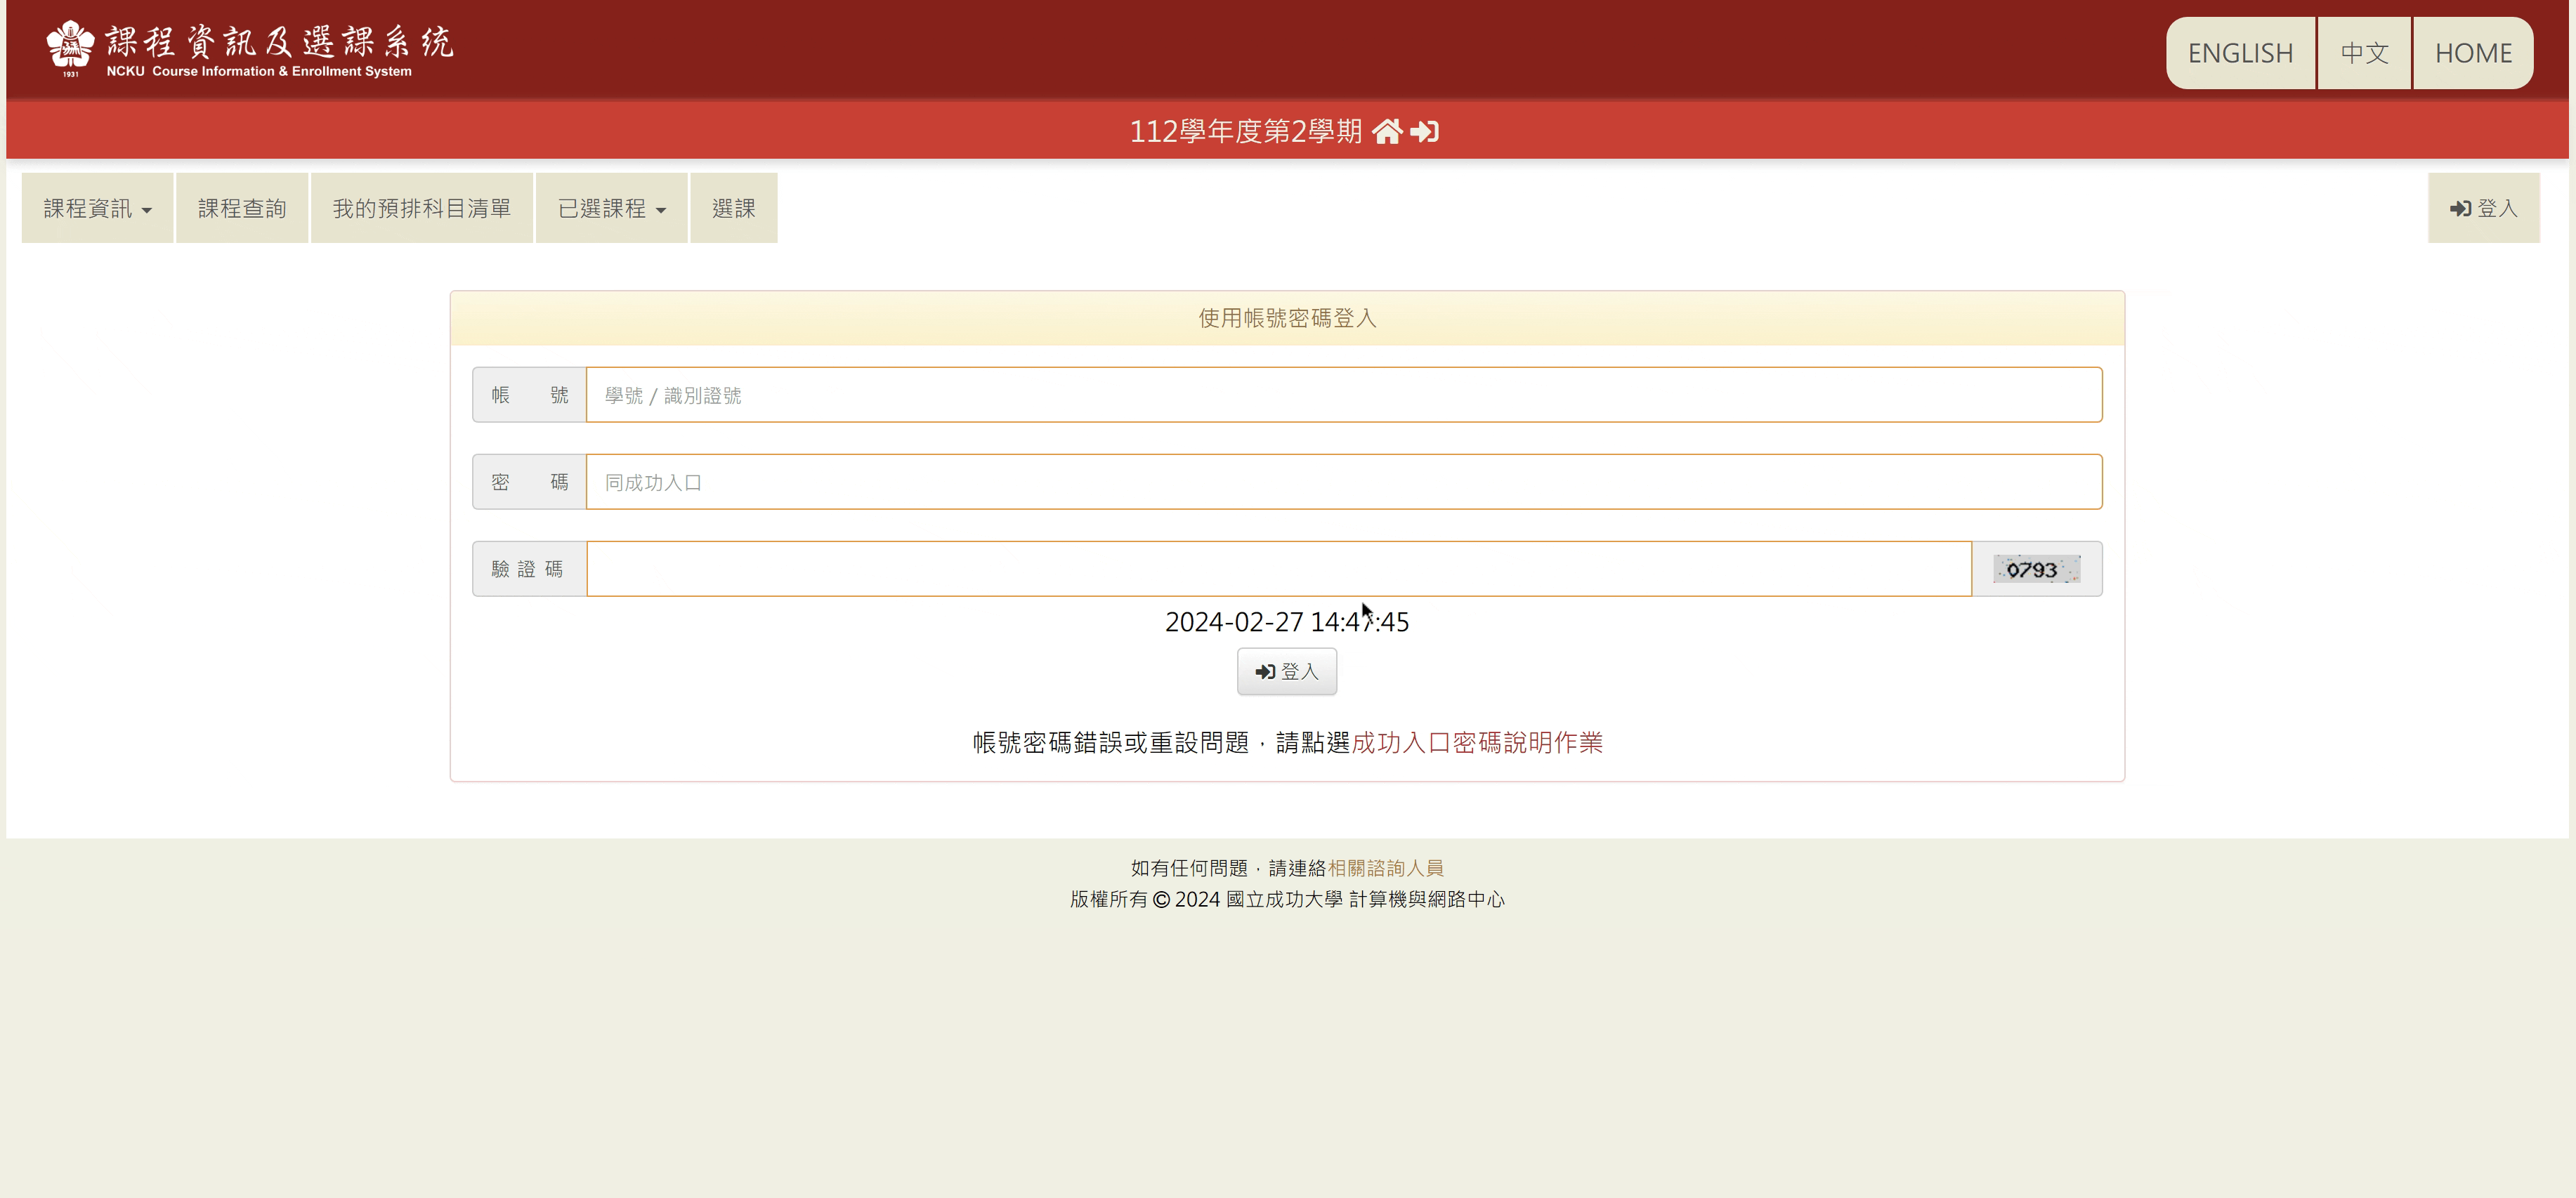 課程資訊及選課系統
1931
NCKU Course Information & Enrollment System
ENGLISH
中文
HOME
112學年度第2學期
課程資訊
課程查詢
我的預排科目清單
已選課程
選課
登入
使用帳號密碼登入
帳 號
學號 / 識別證號
密 碼
同成功入口
驗 證 碼
0793
2024-02-27 14:47:45
登入
帳號密碼錯誤或重設問題，請點選成功入口密碼說明作業
如有任何問題，請連絡相關諮詢人員
版權所有 © 2024 國立成功大學 計算機與網路中心